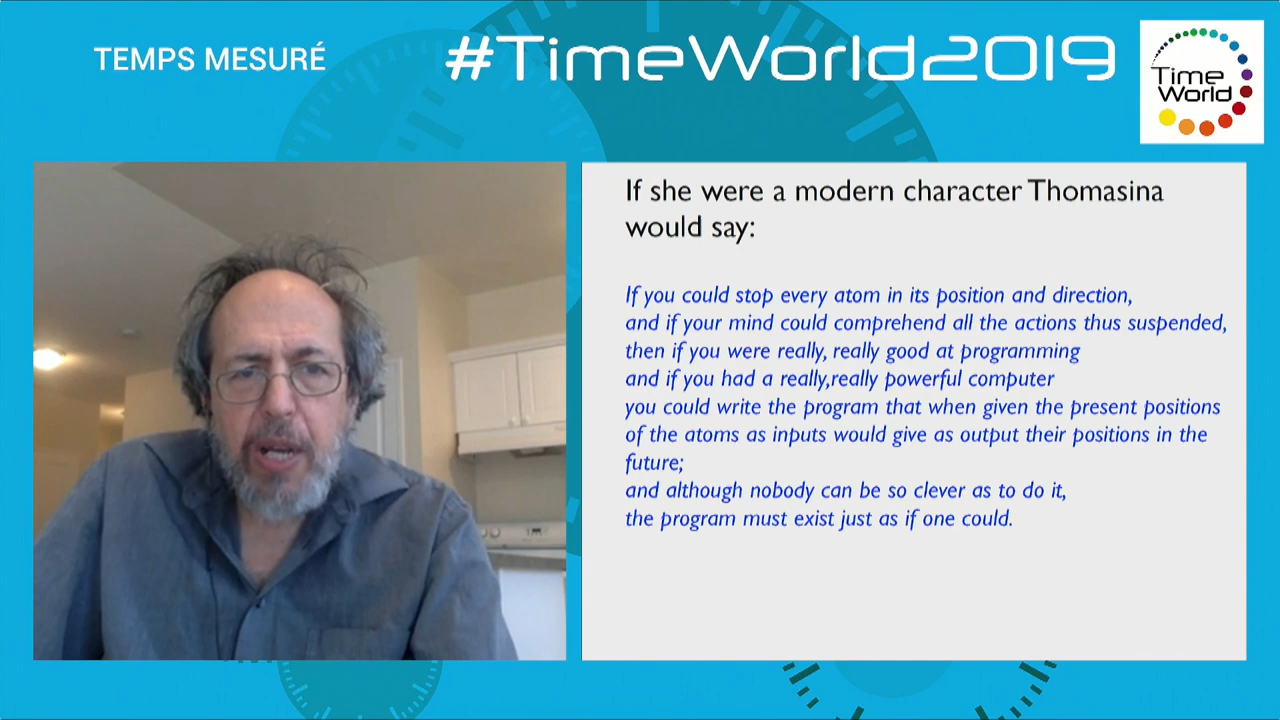 TEMPS MESURÉ
#TimeWorld2019
Time
World
If she were a modern character Thomasina
would say:
If you could stop every atom in its position and direction,
and if your mind could comprehend all the actions thus suspended,
then if you were really, really good at programming
and if you had a really,really powerful computer
you could write the program that when given the present positions
of the atoms as inputs would give as output their positions in the
future;
and although nobody can be so clever as to do it,
the program must exist just as if one could.